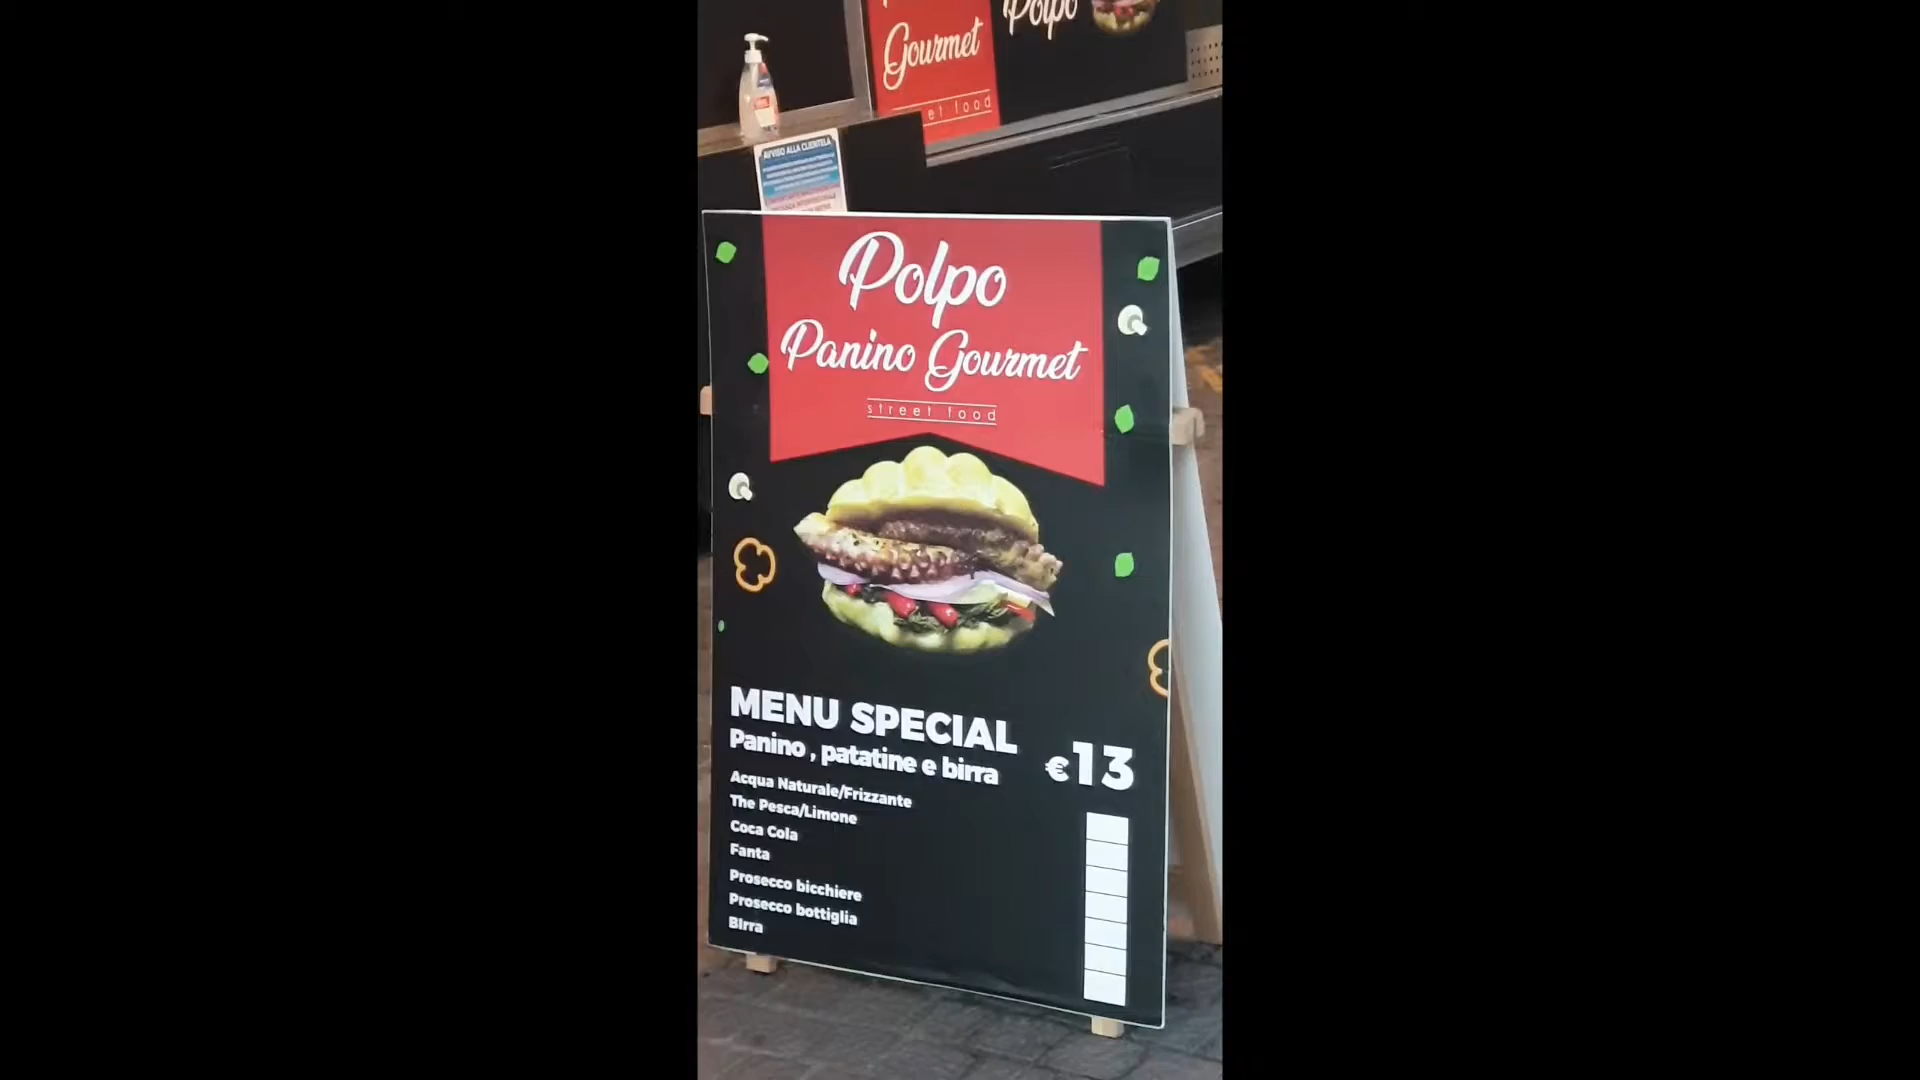 Gourmet
Polpo
et food
AVVISO ALLA CLIENTELA
Polpo
Panino Gourmet
street food
MENU SPECIAL
Panino , patatine e birra
€13
Acqua Naturale/Frizzante
The Pesca/Limone
Coca Cola
Fanta
Prosecco bicchiere
Prosecco bottiglia
BIrra